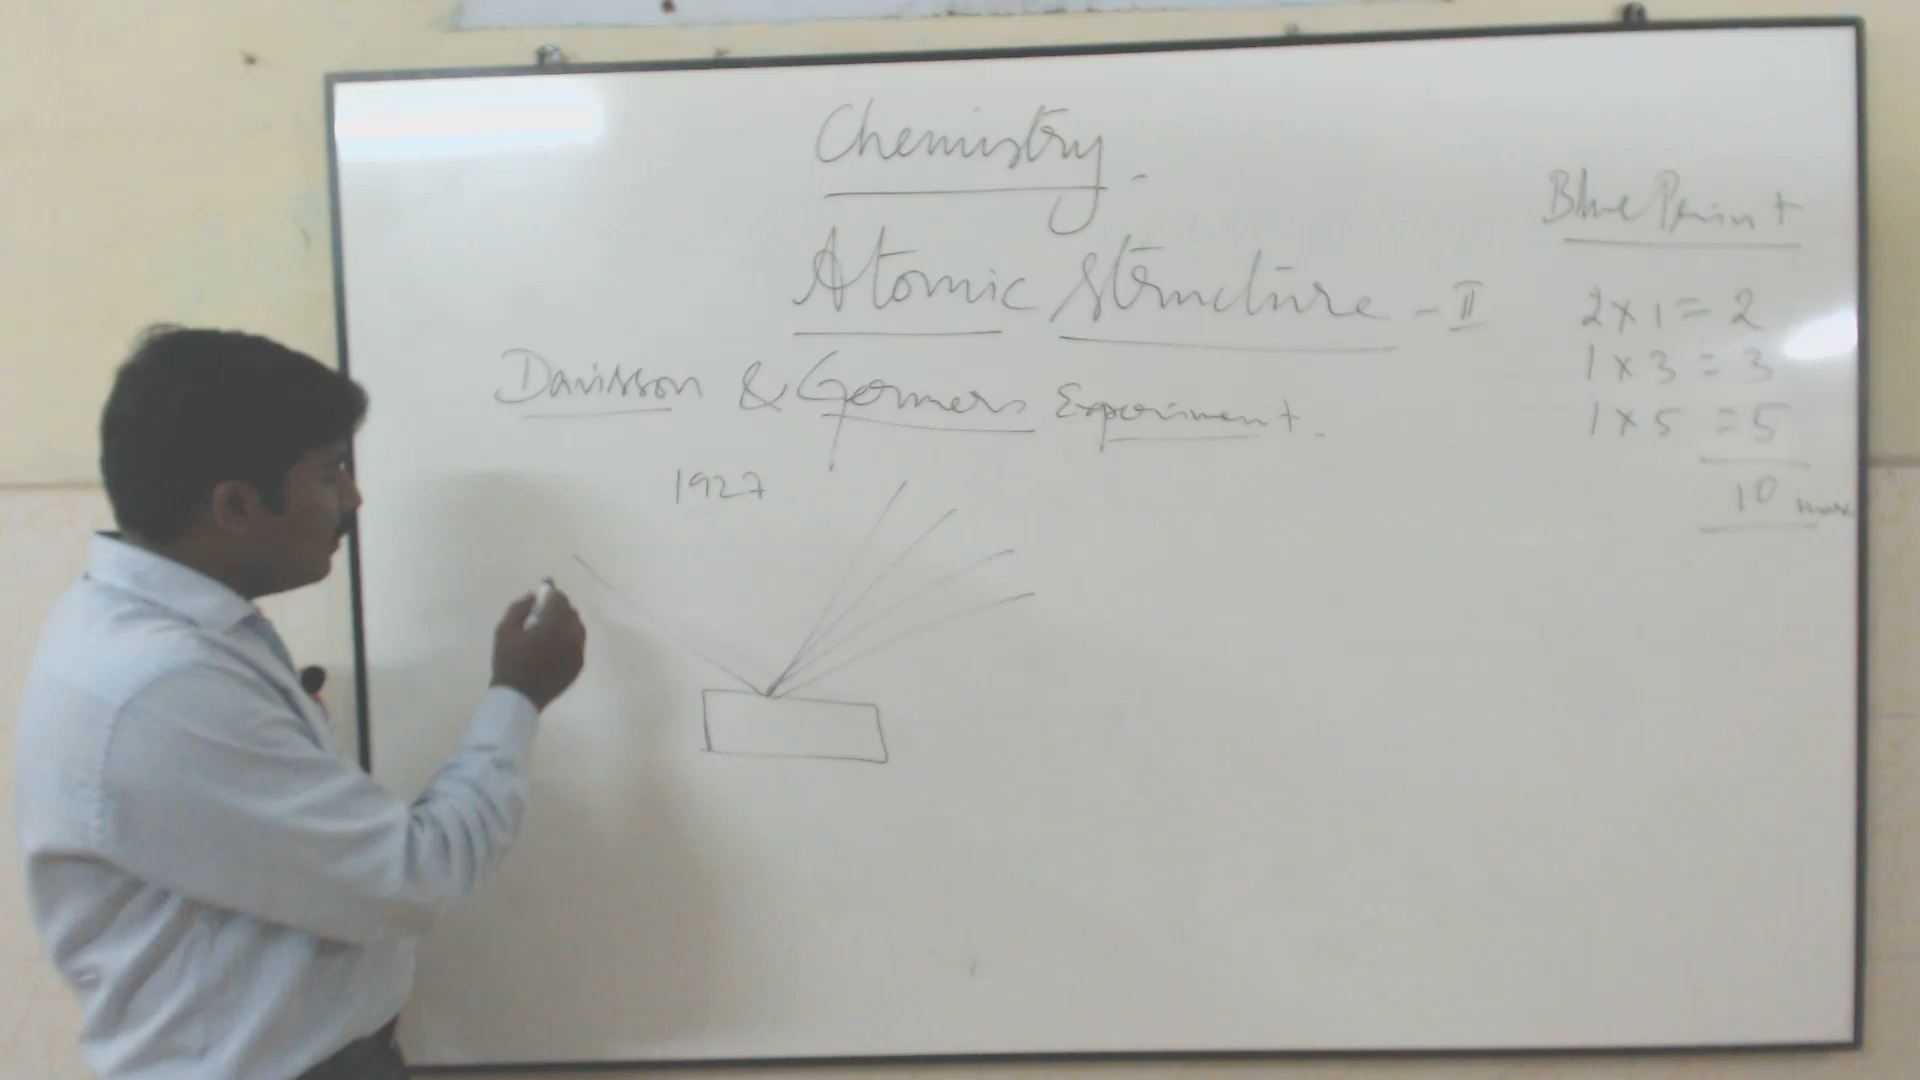 Chemistry
Atomic Structure - II
Davisson & Germers Experiment.
1927
Blue Print
2 x 1 = 2
1 x 3 = 3
1 x 5 = 5
10